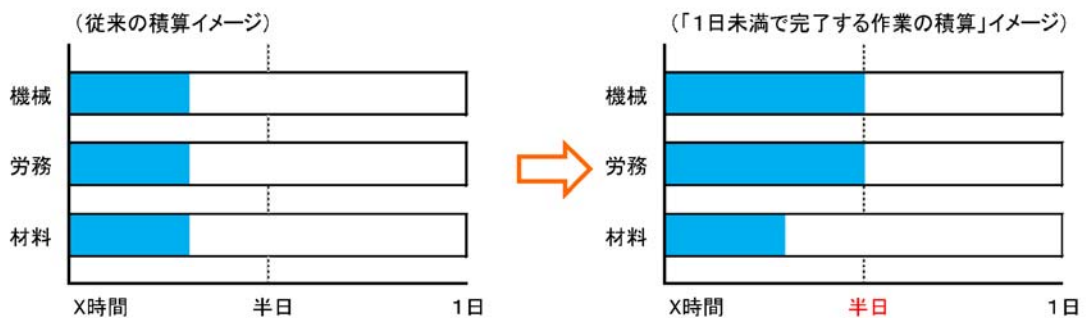 （従来の積算イメージ）
機械
労務
材料
X時間 半日 1日
（「1日未満で完了する作業の積算」イメージ）
機械
労務
材料
X時間 半日 1日